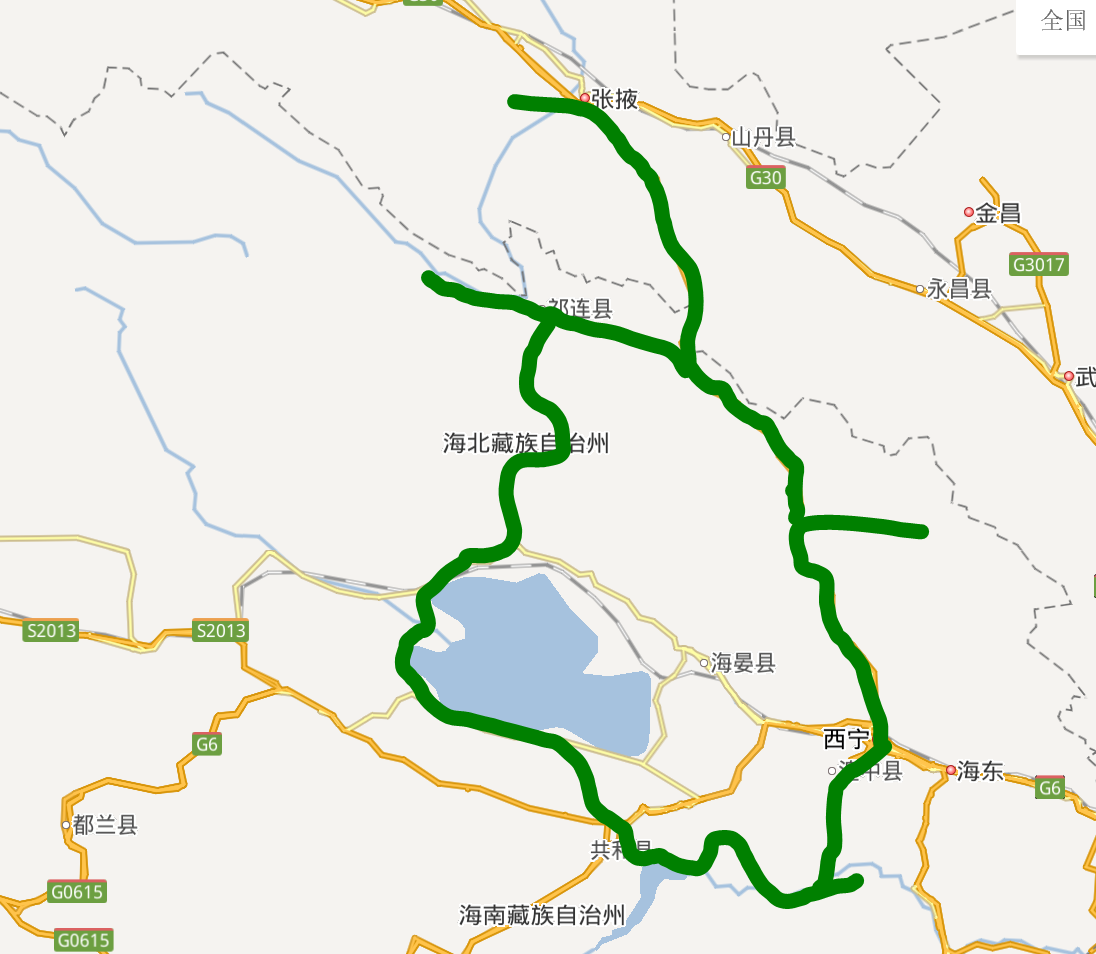 全国
张掖
山丹县
G30
金昌
G3017
永昌县
祁连县
武
海北藏族自治州
S2013
S2013
海晏县
西宁
G6
湟中县
海东
G6
都兰县
共和县
G0615
海南藏族自治州
G0615